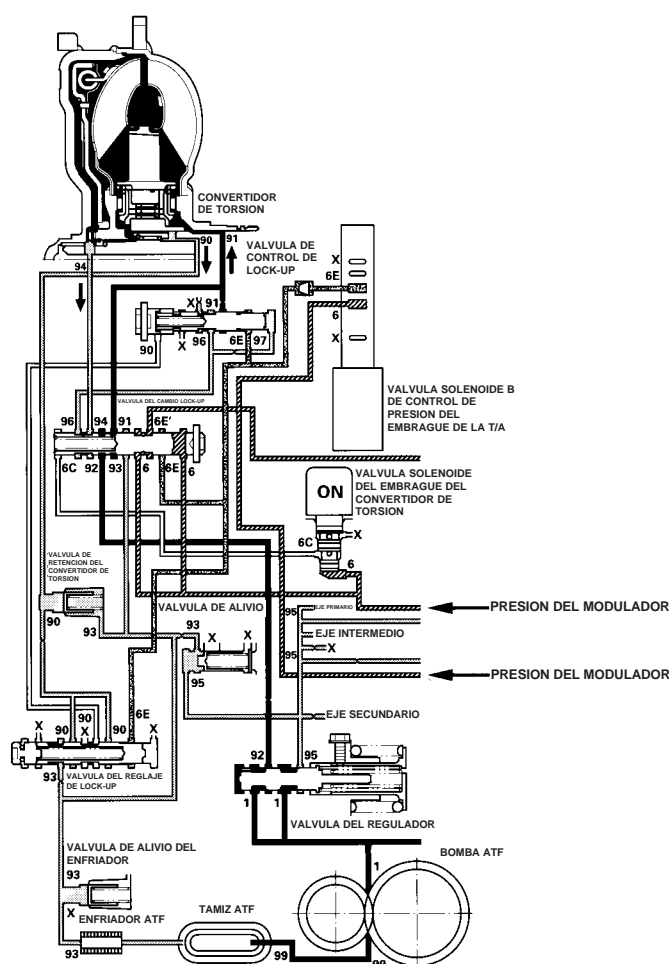 CONVERTIDOR
DE TORSION
90
91
94
VALVULA DE
CONTROL DE
LOCK-UP
X
6E
6
X
X
91
90
X
96
6E
97
VALVULA SOLENOIDE B
DE CONTROL DE
PRESION DEL
EMBRAGUE DE LA T/A
VALVULA DEL CAMBIO LOCK-UP
96
94
91
6E'
6C
92
93
6
6E
6
VALVULA SOLENOIDE
DEL EMBRAGUE DEL
CONVERTIDOR DE
TORSION
ON
6C
X
6
VALVULA DE
RETENCION DEL
CONVERTIDOR DE
TORSION
90
93
VALVULA DE ALIVIO
95
EJE PRIMARIO
PRESION DEL MODULADOR
93
X
X
EJE INTERMEDIO
95
X
95
PRESION DEL MODULADOR
6E
EJE SECUNDARIO
X
90
90
X
90
X
93
VALVULA DEL REGLAJE
DE LOCK-UP
92
95
1
1
VALVULA DEL REGULADOR
VALVULA DE ALIVIO DEL
ENFRIADOR
93
BOMBA ATF
1
X
ENFRIADOR ATF
TAMIZ ATF
93
99
99